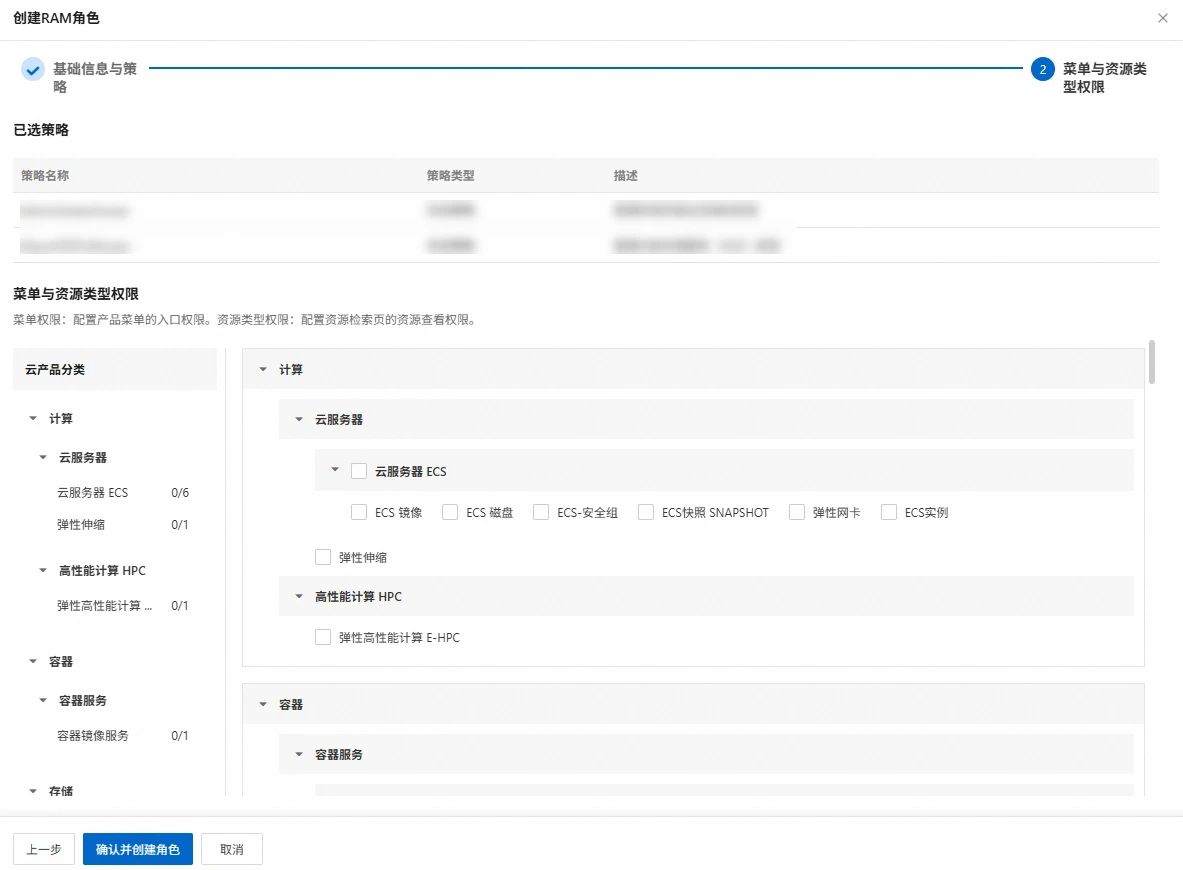 创建RAM角色
基础信息与策
略
2
菜单与资源类
型权限
已选策略
策略名称 策略类型 描述
菜单与资源类型权限
菜单权限：配置产品菜单的入口权限。资源类型权限：配置资源检索页的资源查看权限。
云产品分类
计算
云服务器
云服务器 ECS 0/6
弹性伸缩 0/1
高性能计算 HPC
弹性高性能计算 ... 0/1
容器
容器服务
容器镜像服务 0/1
存储
计算
云服务器
云服务器 ECS
ECS 镜像 ECS 磁盘 ECS-安全组 ECS快照 SNAPSHOT 弹性网卡 ECS实例
弹性伸缩
高性能计算 HPC
弹性高性能计算 E-HPC
容器
容器服务
上一步 确认并创建角色 取消